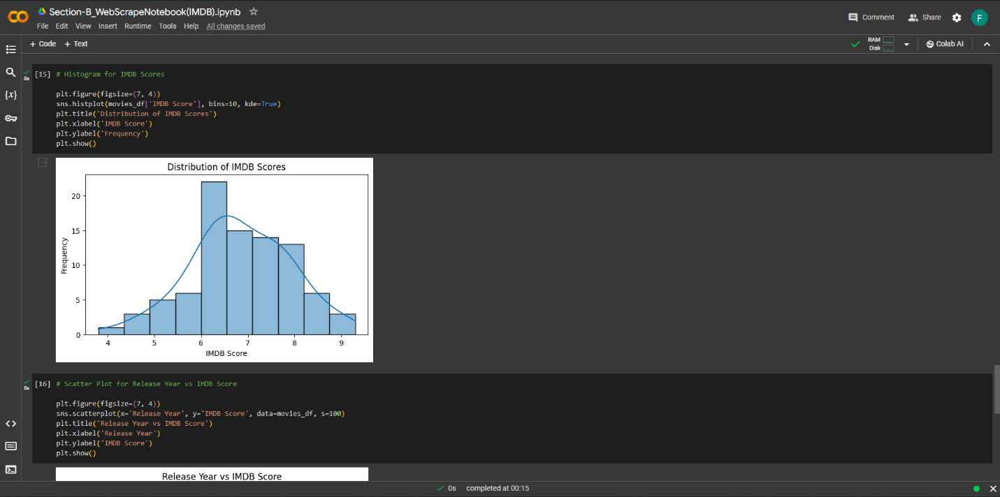 Section-B_WebScrapeNotebook(IMDB).ipynb
File Edit View Insert Runtime Tools Help All changes saved
Comment Share F
+ Code + Text
RAM
Disk
Colab AI
{x}
0s
[15] # Histogram for IMDB Scores
plt.figure(figsize=(7, 4))
sns.histplot(movies_df['IMDB Score'], bins=10, kde=True)
plt.title('Distribution of IMDB Scores')
plt.xlabel('IMDB Score')
plt.ylabel('Frequency')
plt.show()
Distribution of IMDB Scores
20
15
10
5
0
Frequency
4 5 6 7 8 9
IMDB Score
0s
[16] # Scatter Plot for Release Year vs IMDB Score
plt.figure(figsize=(7, 4))
sns.scatterplot(x='Release Year', y='IMDB Score', data=movies_df, s=100)
plt.title('Release Year vs IMDB Score')
plt.xlabel('Release Year')
plt.ylabel('IMDB Score')
plt.show()
Release Year vs IMDB Score
0s completed at 00:15